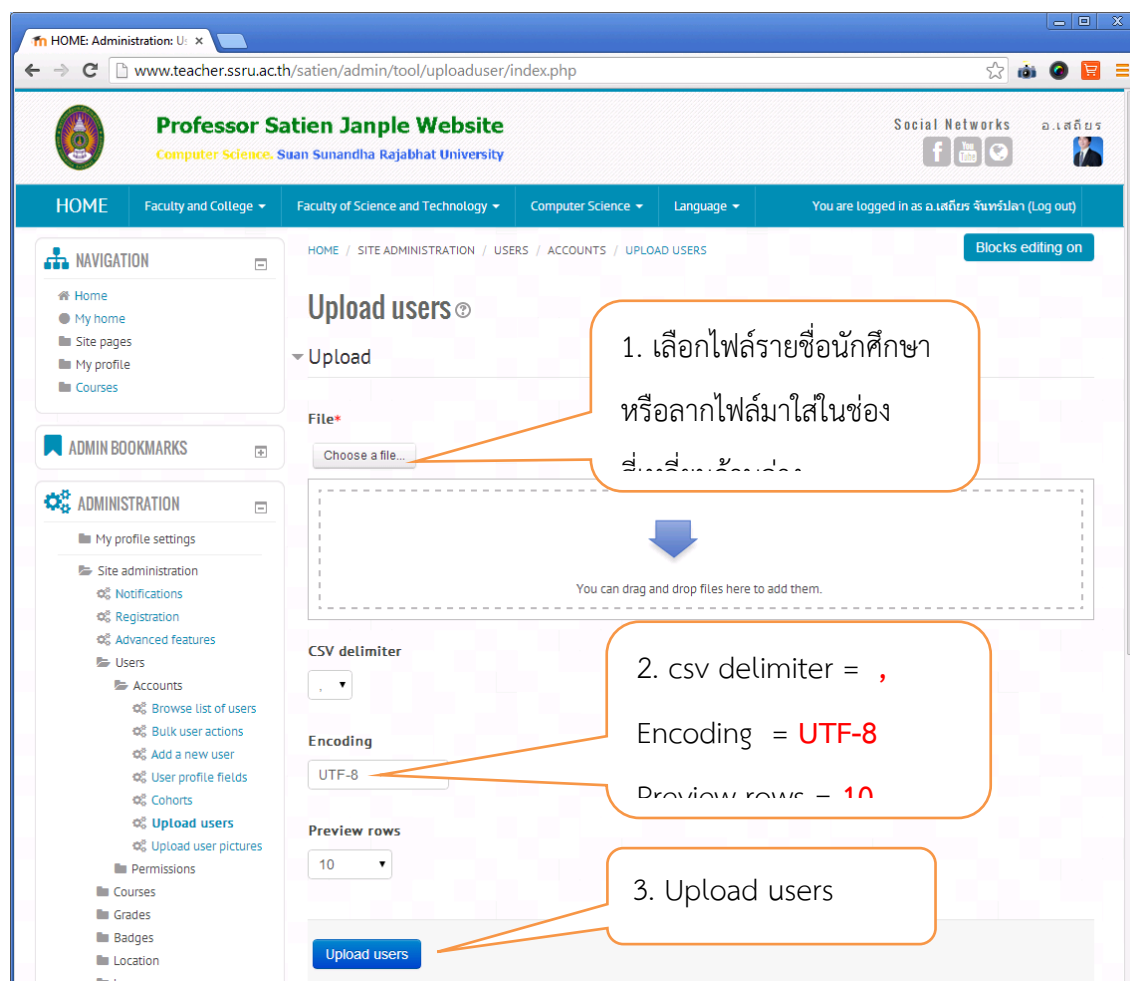 HOME: Administration: Us
www.teacher.ssru.ac.th/satien/admin/tool/uploaduser/index.php
Professor Satien Janple Website
Computer Science. Suan Sunandha Rajabhat University
Social Networks อ.เสถียร
HOME Faculty and College Faculty of Science and Technology Computer Science Language You are logged in as อ.เสถียร จันทร์ปลา (Log out)
NAVIGATION
Home
My home
Site pages
My profile
Courses
ADMIN BOOKMARKS
ADMINISTRATION
My profile settings
Site administration
Notifications
Registration
Advanced features
Users
Accounts
Browse list of users
Bulk user actions
Add a new user
User profile fields
Cohorts
Upload users
Upload user pictures
Permissions
Courses
Grades
Badges
Location
HOME / SITE ADMINISTRATION / USERS / ACCOUNTS / UPLOAD USERS
Blocks editing on
Upload users
Upload
1. เลือกไฟล์รายชื่อนักศึกษา
หรือลากไฟล์มาใส่ในช่อง
File*
Choose a file...
You can drag and drop files here to add them.
CSV delimiter
,
2. csv delimiter = ,
Encoding = UTF-8
Preview rows = 10
Encoding
UTF-8
Preview rows
10
3. Upload users
Upload users